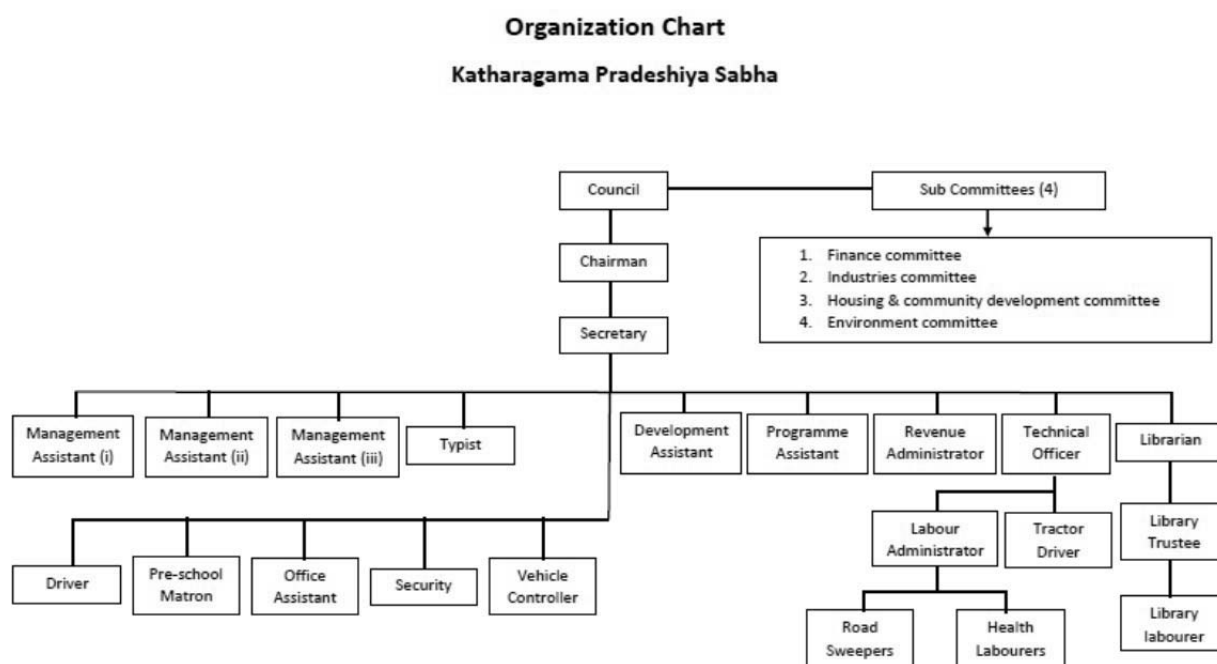 Organization Chart
Katharagama Pradeshiya Sabha
Council
Sub Committees (4)
Chairman
1. Finance committee
2. Industries committee
3. Housing & community development committee
4. Environment committee
Secretary
Management
Assistant (i)
Management
Assistant (ii)
Management
Assistant (iii)
Typist
Development
Assistant
Programme
Assistant
Revenue
Administrator
Technical
Officer
Librarian
Driver
Pre-school
Matron
Office
Assistant
Security
Vehicle
Controller
Labour
Administrator
Tractor
Driver
Library
Trustee
Road
Sweepers
Health
Labourers
Library
labourer